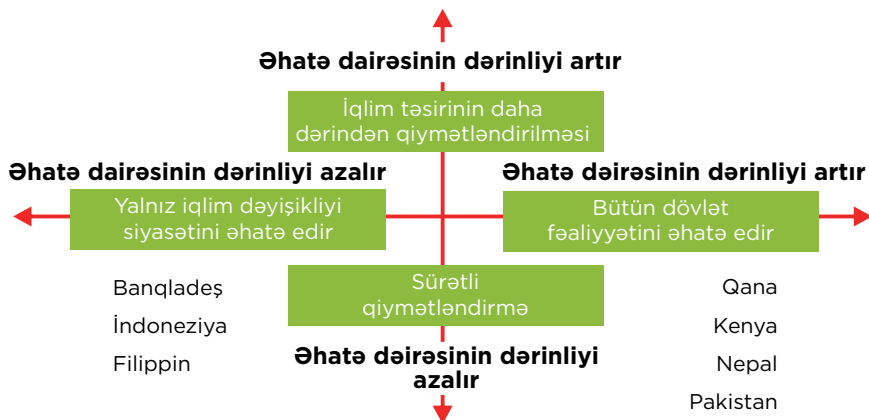 Əhatə dairəsinin dərinliyi artır
İqlim təsirinin daha
dərindən qiymətləndirilməsi
Əhatə dairəsinin dərinliyi azalır
Əhatə dəirəsinin dərinliyi artır
Yalnız iqlim dəyişikliyi
siyasətini əhatə edir
Bütün dövlət
fəaliyyətini əhatə edir
Sürətli
qiymətləndirmə
Banqladeş
İndoneziya
Filippin
Qana
Kenya
Nepal
Pakistan
Əhatə dəirəsinin dərinliyi
azalır